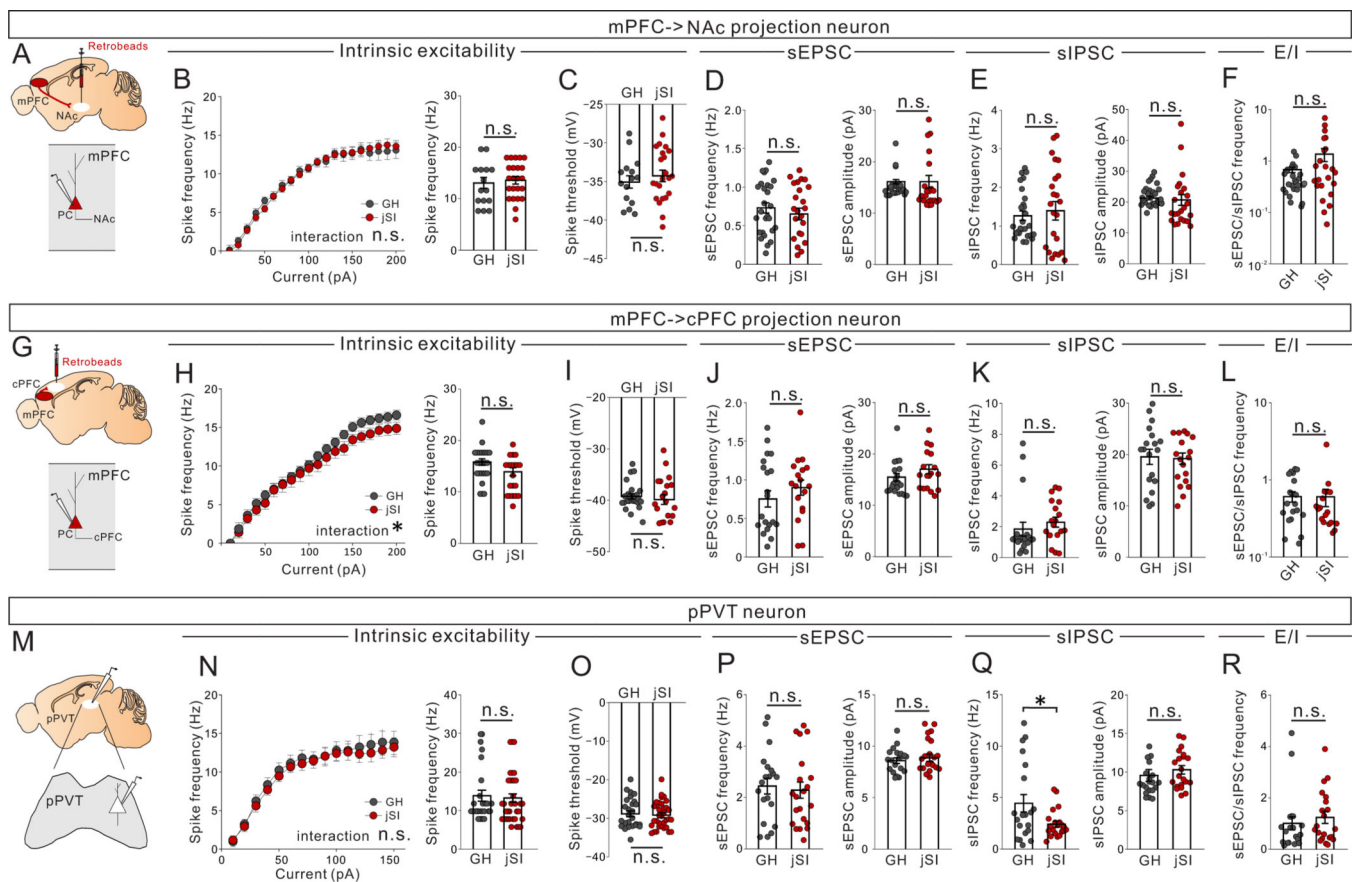 mPFC->NAc projection neuron
Intrinsic excitability
sEPSC
sIPSC
E/I
A
Retrobeads
mPFC
NAc
mPFC
PC
NAc
B
Spike frequency (Hz)
20
15
10
5
0
50
100
150
200
Current (pA)
GH
jSI
interaction n.s.
Spike frequency (Hz)
30
20
10
0
n.s.
GH
jSI
C
GH
jSI
Spike threshold (mV)
−25
−30
−35
−40
−45
n.s.
D
sEPSC frequency (Hz)
2.0
1.5
1.0
0.5
0.0
n.s.
GH
jSI
sEPSC amplitude (pA)
30
20
10
0
n.s.
GH
jSI
E
sIPSC frequency (Hz)
4
3
2
1
0
n.s.
GH
jSI
sIPSC amplitude (pA)
50
40
30
20
10
0
n.s.
GH
jSI
F
sEPSC/sIPSC frequency
10
1
10⁻¹
10⁻²
n.s.
GH
jSI
mPFC->cPFC projection neuron
Intrinsic excitability
sEPSC
sIPSC
E/I
G
Retrobeads
cPFC
mPFC
mPFC
PC
cPFC
H
Spike frequency (Hz)
20
15
10
5
0
50
100
150
200
Current (pA)
GH
jSI
interaction *
Spike frequency (Hz)
30
20
10
0
n.s.
GH
jSI
I
GH
jSI
Spike threshold (mV)
−20
−30
−40
−50
n.s.
J
sEPSC frequency (Hz)
2.0
1.5
1.0
0.5
0.0
n.s.
GH
jSI
sEPSC amplitude (pA)
30
20
10
0
n.s.
GH
jSI
K
sIPSC frequency (Hz)
10
8
6
4
2
0
n.s.
GH
jSI
sIPSC amplitude (pA)
30
20
10
0
n.s.
GH
jSI
L
sEPSC/sIPSC frequency
10
1
10⁻¹
n.s.
GH
jSI
pPVT neuron
Intrinsic excitability
sEPSC
sIPSC
E/I
M
pPVT
pPVT
N
Spike frequency (Hz)
20
15
10
5
0
0
50
100
150
Current (pA)
GH
jSI
interaction n.s.
Spike frequency (Hz)
40
30
20
10
0
n.s.
GH
jSI
O
GH
jSI
Spike threshold (mV)
0
−10
−20
−30
−40
n.s.
P
sEPSC frequency (Hz)
6
4
2
0
n.s.
GH
jSI
sEPSC amplitude (pA)
15
10
5
0
n.s.
GH
jSI
Q
sIPSC frequency (Hz)
15
10
5
0
*
GH
jSI
sIPSC amplitude (pA)
20
15
10
5
0
n.s.
GH
jSI
R
sEPSC/sIPSC frequency
6
4
2
0
n.s.
GH
jSI